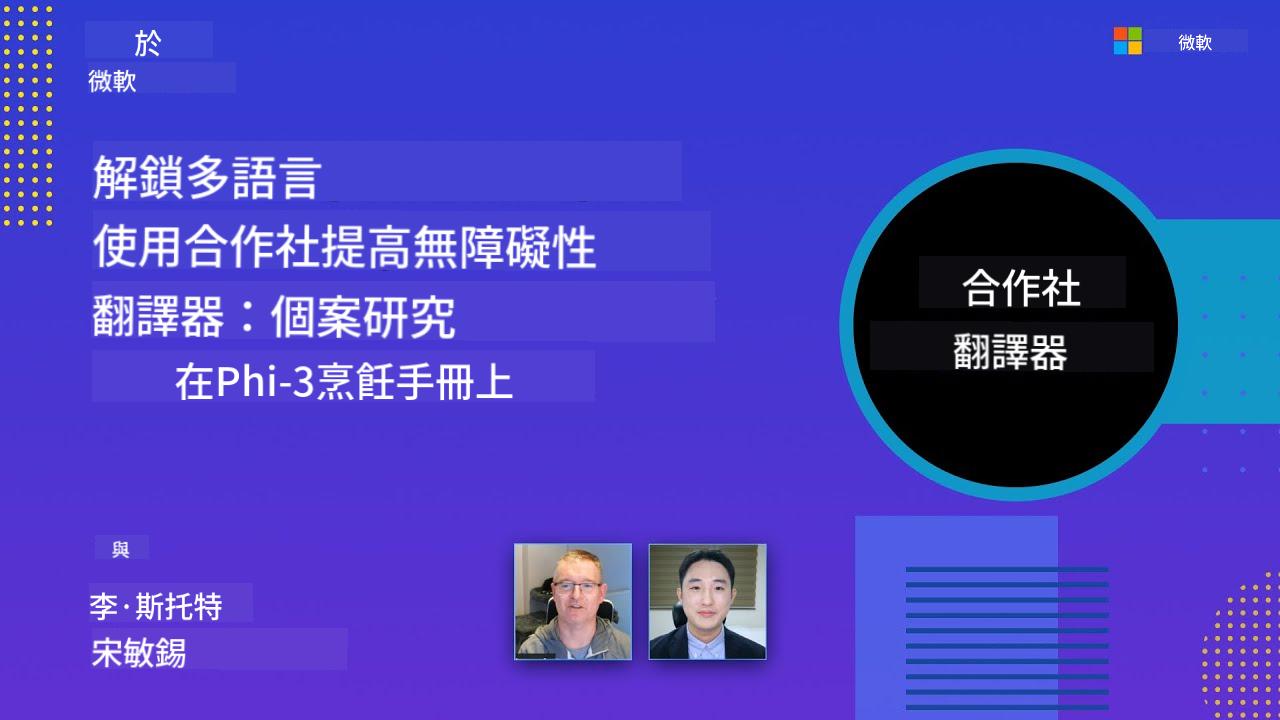 於
微軟
微軟
解鎖多語言
使用合作社提高無障礙性
翻譯器：個案研究
在Phi-3烹飪手冊上
合作社
翻譯器
與
李·斯托特
宋敏錫